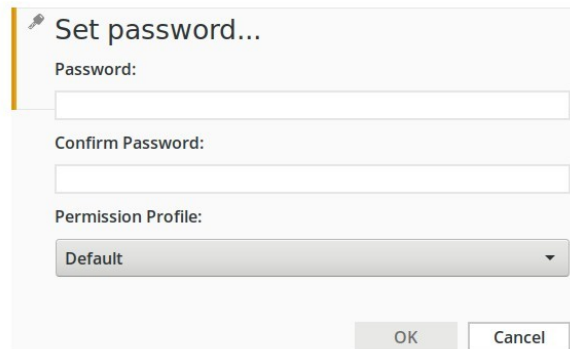 Set password...
Password:
Confirm Password:
Permission Profile:
Default
OK Cancel